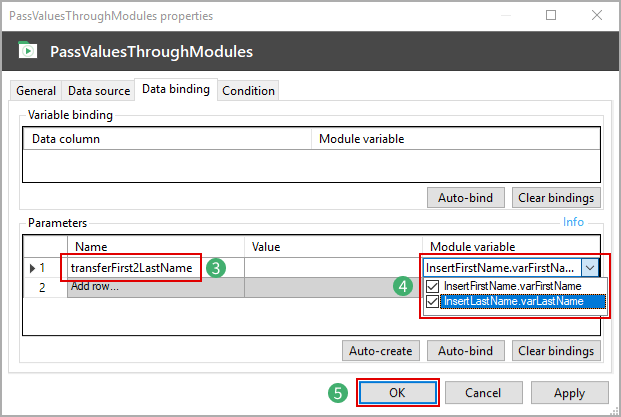 PassValuesThroughModules properties
PassValuesThroughModules
General Data source Data binding Condition
Variable binding
Data column Module variable
Auto-bind Clear bindings
Parameters Info
Name Value Module variable
1 transferFirst2LastName 3 InsertFirstName.varFirstNa...
2 Add row... 4 InsertFirstName.varFirstName
InsertLastName.varLastName
Auto-create Auto-bind Clear bindings
5 OK Cancel Apply